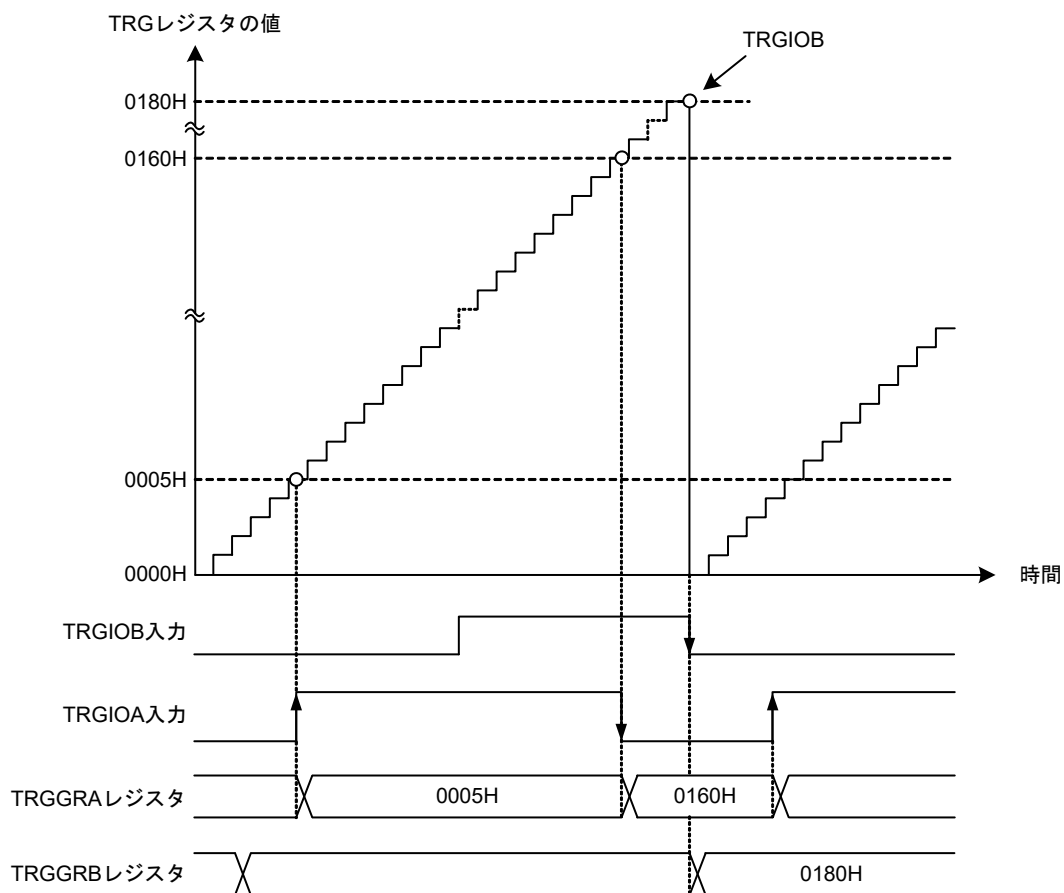 TRGレジスタの値
TRGIOB
0180H
0160H
0005H
0000H
時間
TRGIOB入力
TRGIOA入力
TRGGRAレジスタ
0005H
0160H
TRGGRBレジスタ
0180H